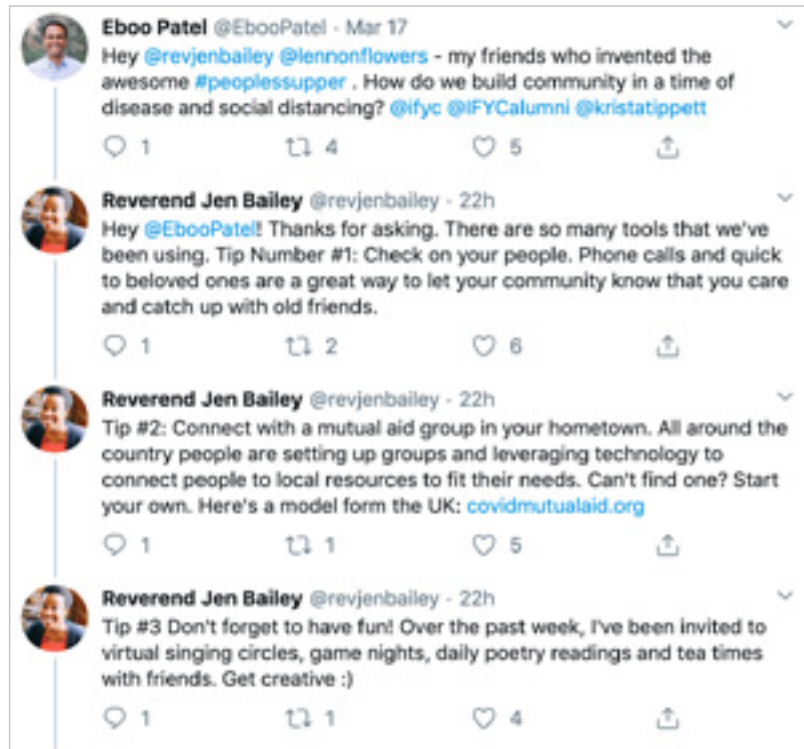 Eboo Patel @EbooPatel · Mar 17
Hey @revjenbailey @lennonflowers - my friends who invented the
awesome #peoplessupper . How do we build community in a time of
disease and social distancing? @ifyc @IFYCalumni @kristatippett
1 4 5
Reverend Jen Bailey @revjenbailey · 22h
Hey @EbooPatel! Thanks for asking. There are so many tools that we've
been using. Tip Number #1: Check on your people. Phone calls and quick
to beloved ones are a great way to let your community know that you care
and catch up with old friends.
1 2 6
Reverend Jen Bailey @revjenbailey · 22h
Tip #2: Connect with a mutual aid group in your hometown. All around the
country people are setting up groups and leveraging technology to
connect people to local resources to fit their needs. Can't find one? Start
your own. Here's a model form the UK: covidmutualaid.org
1 1 5
Reverend Jen Bailey @revjenbailey · 22h
Tip #3 Don't forget to have fun! Over the past week, I've been invited to
virtual singing circles, game nights, daily poetry readings and tea times
with friends. Get creative :)
1 1 4